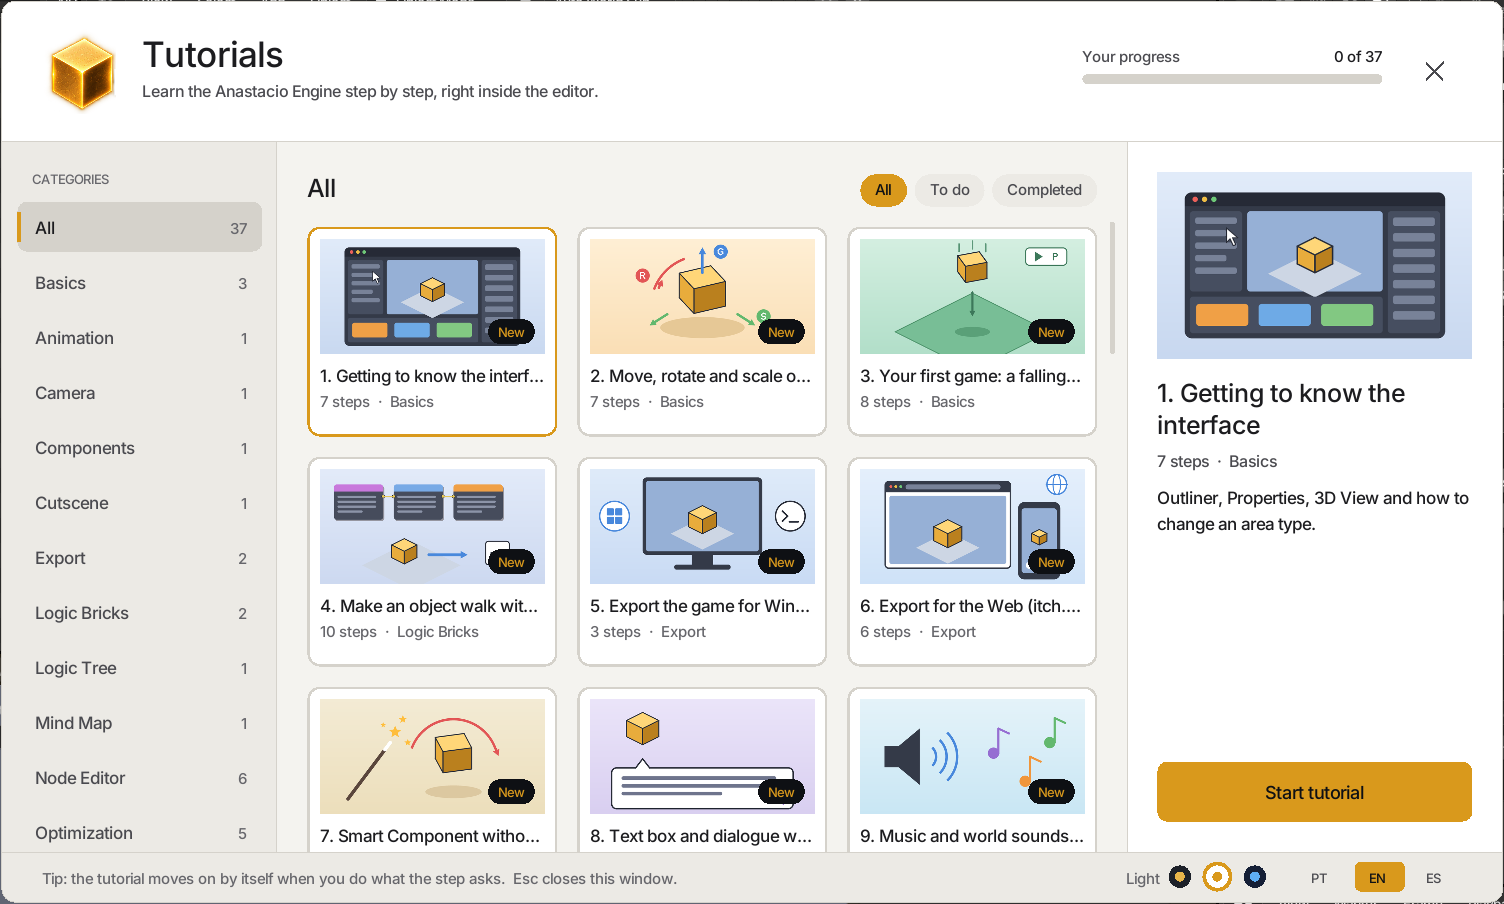 Tutorials
Learn the Anastacio Engine step by step, right inside the editor.
Your progress
0 of 37
CATEGORIES
All 37
Basics 3
Animation 1
Camera 1
Components 1
Cutscene 1
Export 2
Logic Bricks 2
Logic Tree 1
Mind Map 1
Node Editor 6
Optimization 5
All
All
To do
Completed
New
1. Getting to know the interf...
7 steps · Basics
R
G
S
New
2. Move, rotate and scale o...
7 steps · Basics
P
New
3. Your first game: a falling...
8 steps · Basics
New
4. Make an object walk wit...
10 steps · Logic Bricks
New
5. Export the game for Win...
3 steps · Export
New
6. Export for the Web (itch....
6 steps · Export
New
7. Smart Component witho...
New
8. Text box and dialogue w...
New
9. Music and world sounds...
1. Getting to know the
interface
7 steps · Basics
Outliner, Properties, 3D View and how to
change an area type.
Start tutorial
Tip: the tutorial moves on by itself when you do what the step asks. Esc closes this window.
Light
PT
EN
ES